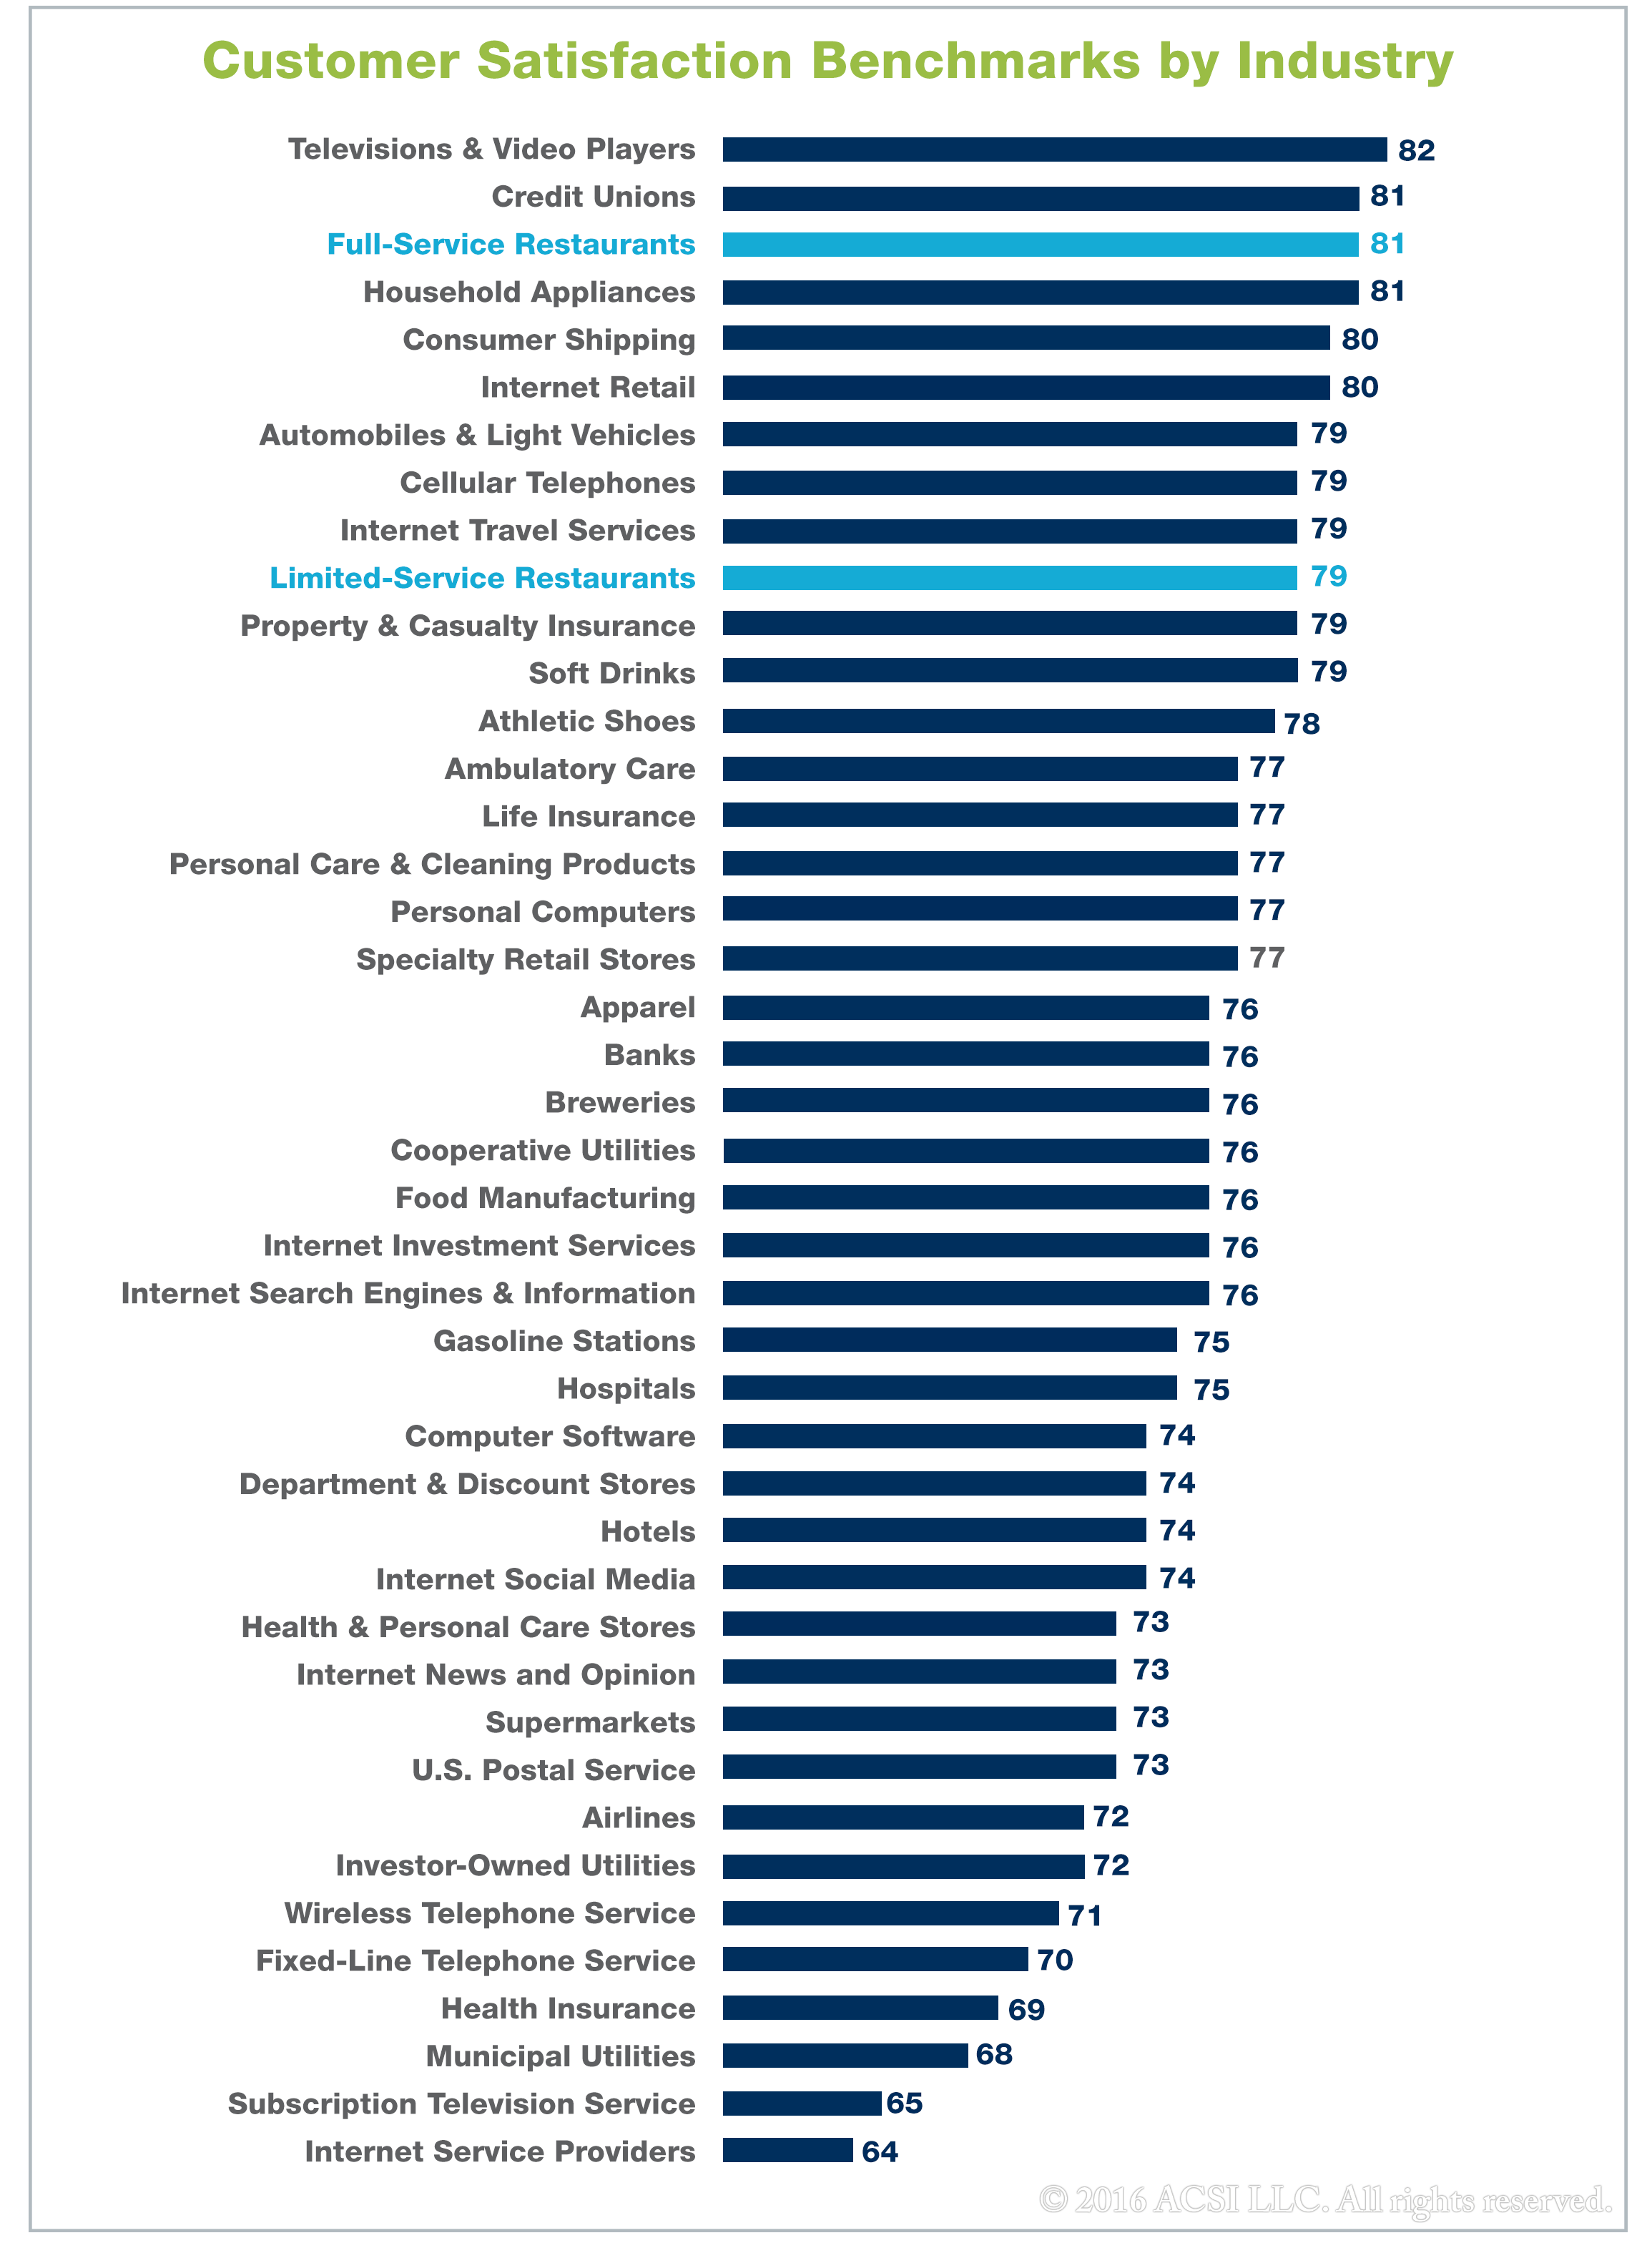 Customer Satisfaction Benchmarks by Industry
Televisions & Video Players 82
Credit Unions 81
Full-Service Restaurants 81
Household Appliances 81
Consumer Shipping 80
Internet Retail 80
Automobiles & Light Vehicles 79
Cellular Telephones 79
Internet Travel Services 79
Limited-Service Restaurants 79
Property & Casualty Insurance 79
Soft Drinks 79
Athletic Shoes 78
Ambulatory Care 77
Life Insurance 77
Personal Care & Cleaning Products 77
Personal Computers 77
Specialty Retail Stores 77
Apparel 76
Banks 76
Breweries 76
Cooperative Utilities 76
Food Manufacturing 76
Internet Investment Services 76
Internet Search Engines & Information 76
Gasoline Stations 75
Hospitals 75
Computer Software 74
Department & Discount Stores 74
Hotels 74
Internet Social Media 74
Health & Personal Care Stores 73
Internet News and Opinion 73
Supermarkets 73
U.S. Postal Service 73
Airlines 72
Investor-Owned Utilities 72
Wireless Telephone Service 71
Fixed-Line Telephone Service 70
Health Insurance 69
Municipal Utilities 68
Subscription Television Service 65
Internet Service Providers 64
© 2016 ACSI LLC. All rights reserved.